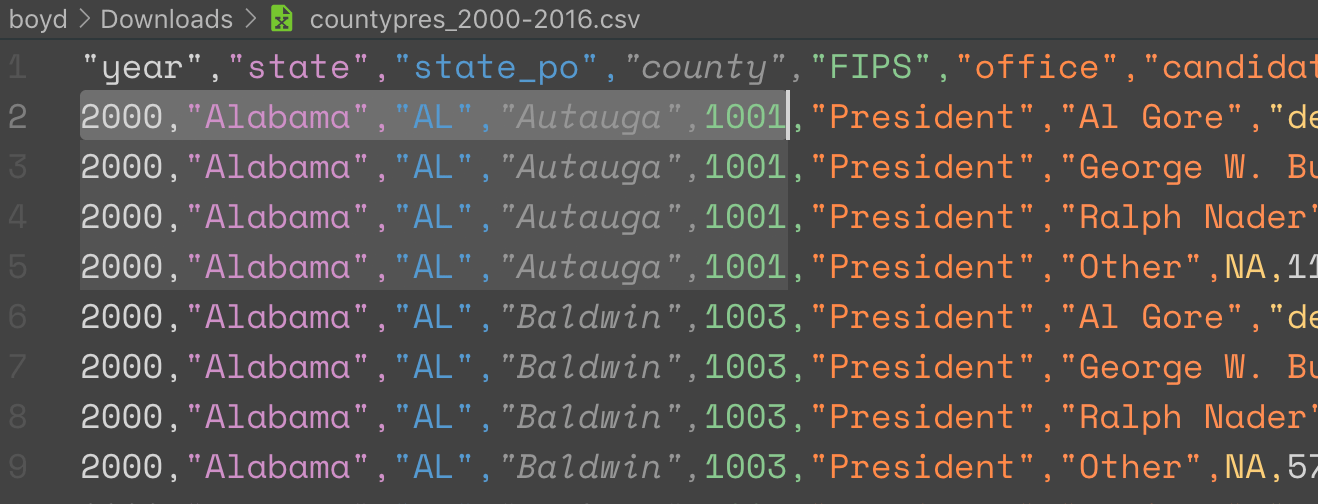 boyd > Downloads > countypres_2000-2016.csv
1 "year","state","state_po","county","FIPS","office","candidat
2 2000,"Alabama","AL","Autauga",1001,"President","Al Gore","de
3 2000,"Alabama","AL","Autauga",1001,"President","George W. Bu
4 2000,"Alabama","AL","Autauga",1001,"President","Ralph Nader"
5 2000,"Alabama","AL","Autauga",1001,"President","Other",NA,11
6 2000,"Alabama","AL","Baldwin",1003,"President","Al Gore","de
7 2000,"Alabama","AL","Baldwin",1003,"President","George W. Bu
8 2000,"Alabama","AL","Baldwin",1003,"President","Ralph Nader"
9 2000,"Alabama","AL","Baldwin",1003,"President","Other",NA,57